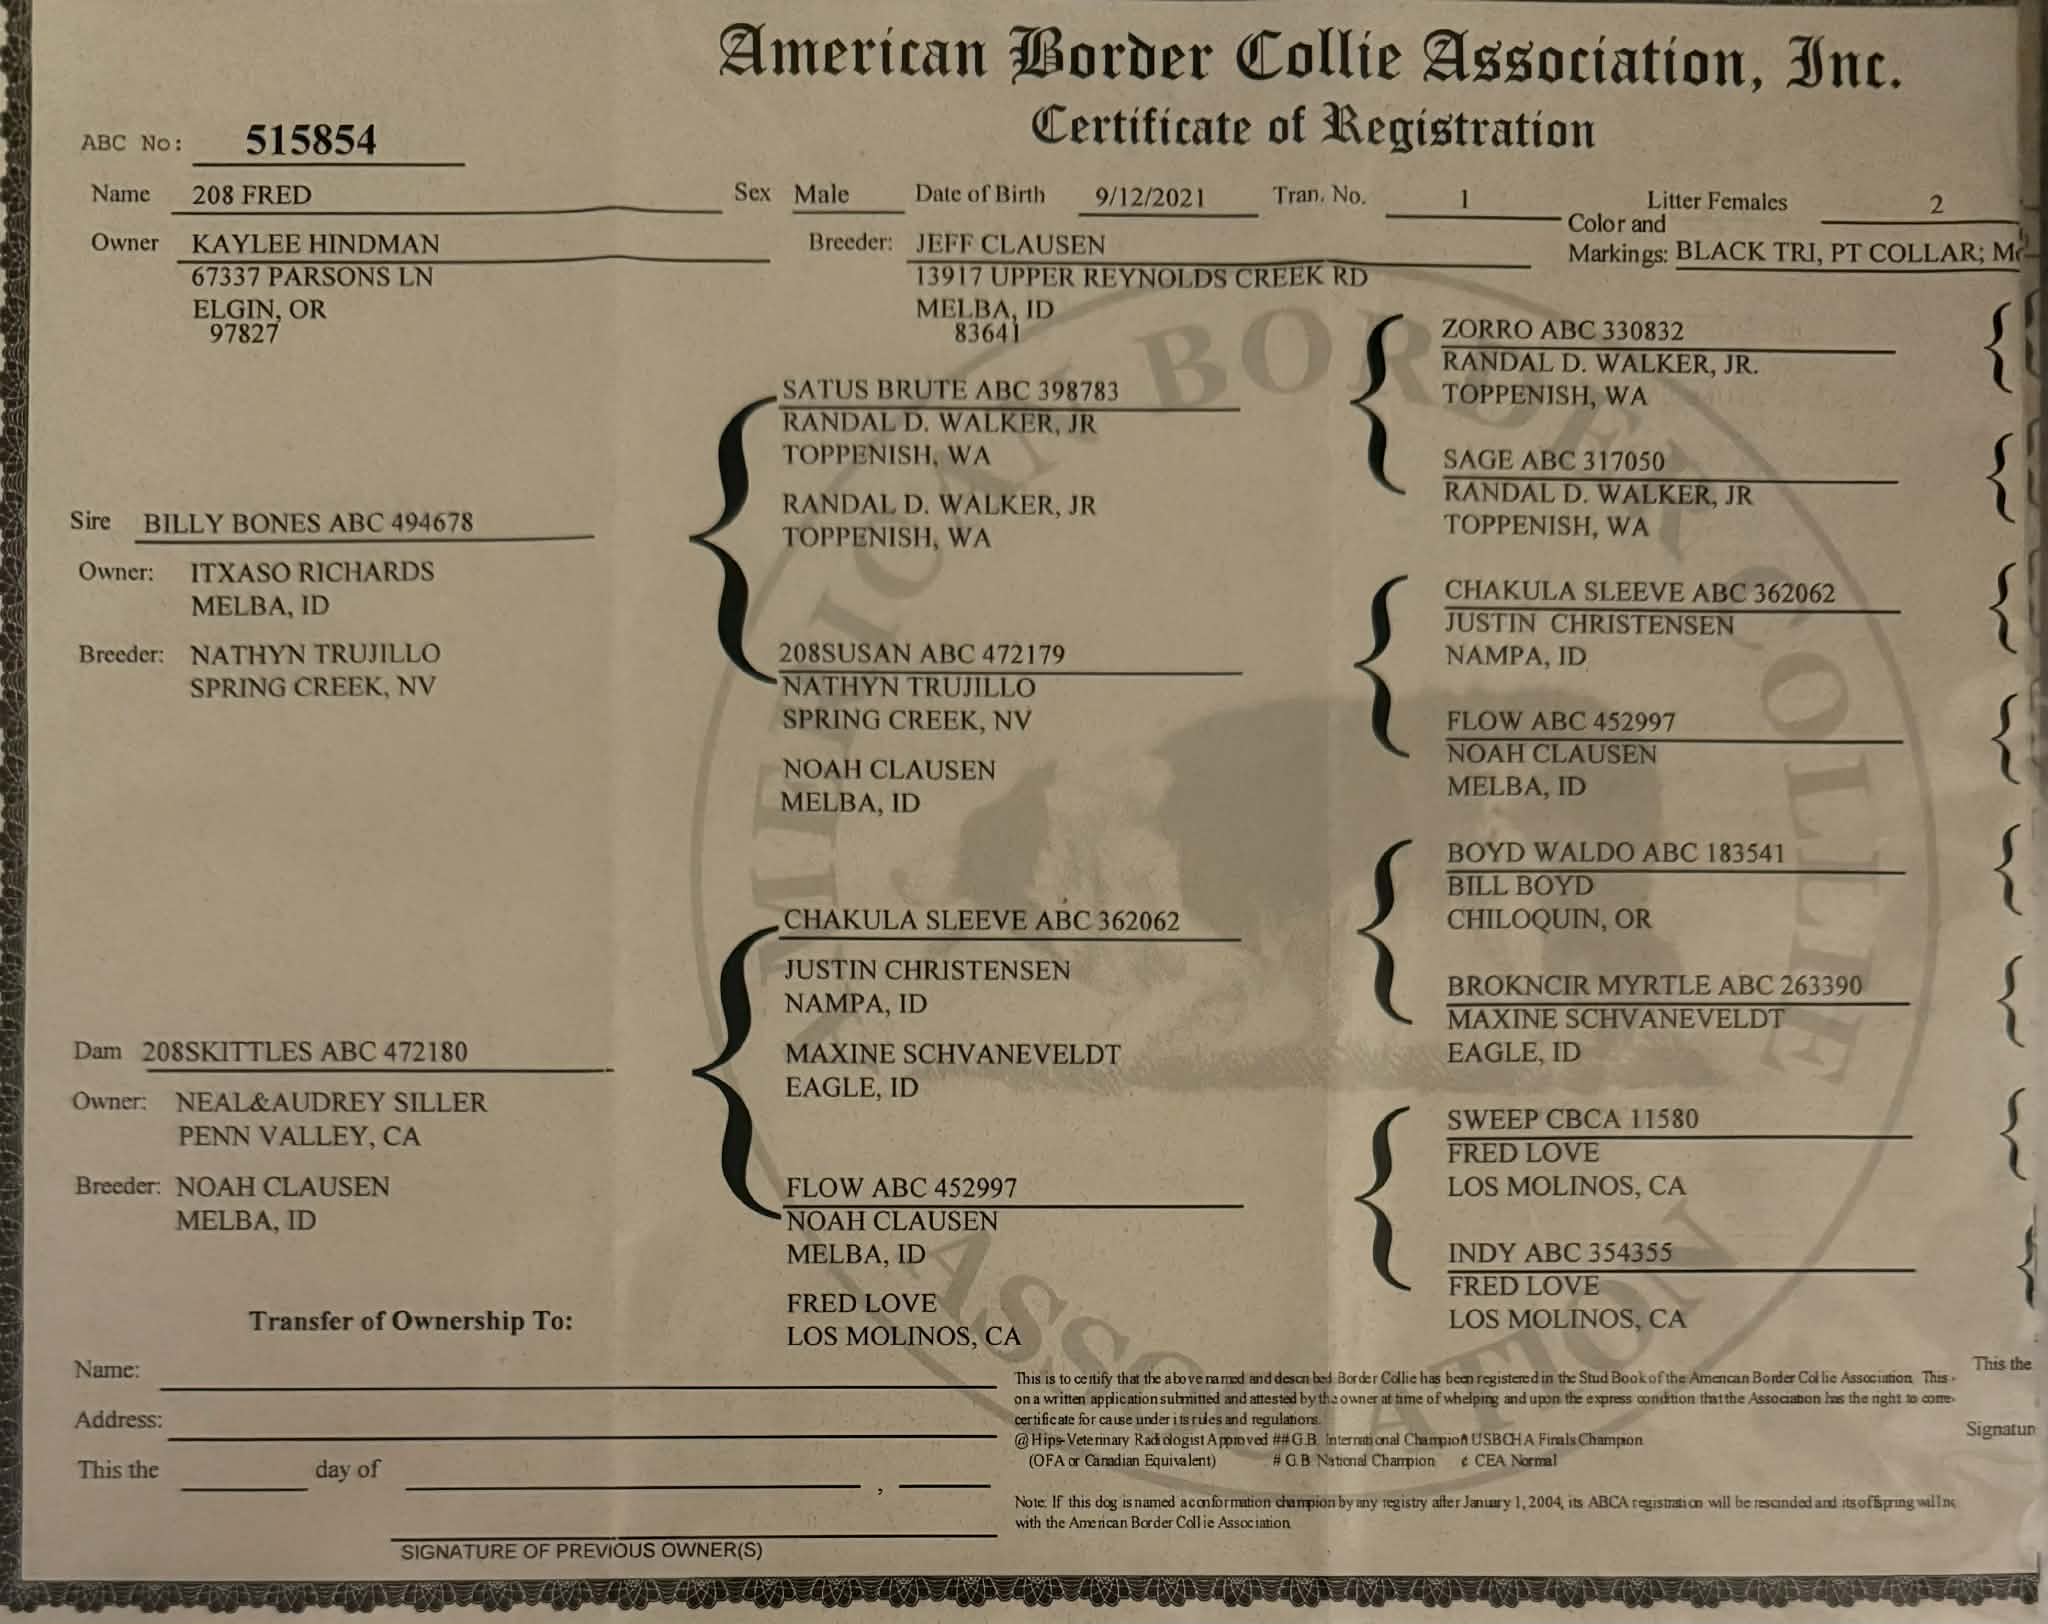 American Border Collie Association, Inc.
Certificate of Registration
ABC No: 515854
Name 208 FRED Sex Male Date of Birth 9/12/2021 Tran. No. 1 Litter Females 2
Owner KAYLEE HINDMAN
67337 PARSONS LN
ELGIN, OR
97827
Breeder: JEFF CLAUSEN
13917 UPPER REYNOLDS CREEK RD
MELBA, ID
83641
Color and
Markings: BLACK TRI, PT COLLAR;
Sire BILLY BONES ABC 494678
Owner: ITXASO RICHARDS
MELBA, ID
Breeder: NATHYN TRUJILLO
SPRING CREEK, NV
Dam 208SKITTLES ABC 472180
Owner: NEAL&AUDREY SILLER
PENN VALLEY, CA
Breeder: NOAH CLAUSEN
MELBA, ID
SATUS BRUTE ABC 398783
RANDAL D. WALKER, JR
TOPPENISH, WA
RANDAL D. WALKER, JR
TOPPENISH, WA
208SUSAN ABC 472179
NATHYN TRUJILLO
SPRING CREEK, NV
NOAH CLAUSEN
MELBA, ID
CHAKULA SLEEVE ABC 362062
JUSTIN CHRISTENSEN
NAMPA, ID
MAXINE SCHVANEVELDT
EAGLE, ID
FLOW ABC 452997
NOAH CLAUSEN
MELBA, ID
FRED LOVE
LOS MOLINOS, CA
ZORRO ABC 330832
RANDAL D. WALKER, JR.
TOPPENISH, WA
SAGE ABC 317050
RANDAL D. WALKER, JR
TOPPENISH, WA
CHAKULA SLEEVE ABC 362062
JUSTIN CHRISTENSEN
NAMPA, ID
FLOW ABC 452997
NOAH CLAUSEN
MELBA, ID
BOYD WALDO ABC 183541
BILL BOYD
CHILOQUIN, OR
BROKNCIR MYRTLE ABC 263390
MAXINE SCHVANEVELDT
EAGLE, ID
SWEEP CBCA 11580
FRED LOVE
LOS MOLINOS, CA
INDY ABC 354355
FRED LOVE
LOS MOLINOS, CA
AMERICAN BORDER COLLIE ASSOCIATION
Transfer of Ownership To:
Name:
Address:
This the day of ,
SIGNATURE OF PREVIOUS OWNER(S)
This is to certify that the above named and described Border Collie has been registered in the Stud Book of the American Border Collie Association. This
on a written application submitted and attested by the owner at time of whelping and upon the express condition that the Association has the right to
certificate for cause under its rules and regulations.
@ Hips-Veterinary Radiologist Approved ## G.B. International Champion USBCHA Finals Champion
(OFA or Canadian Equivalent) # G.B. National Champion ¢ CEA Normal
Note: If this dog is named a conformation champion by any registry after January 1, 2004, its ABCA registration will be rescinded and its offspring will
with the American Border Collie Association
This the